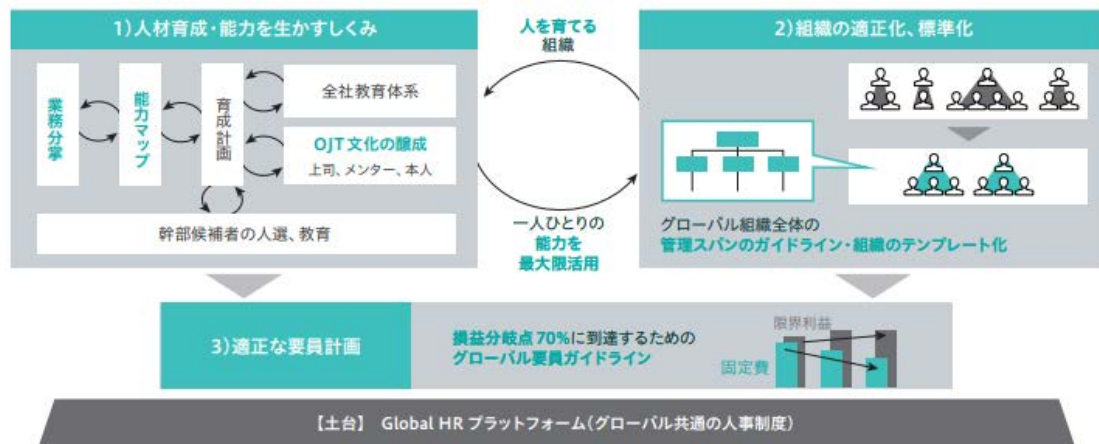 1)人材育成・能力を生かすしくみ
業務分掌
能力マップ
育成計画
全社教育体系
OJT文化の醸成
上司、メンター、本人
幹部候補者の人選、教育
人を育てる
組織
一人ひとりの
能力を
最大限活用
2)組織の適正化、標準化
グローバル組織全体の
管理スパンのガイドライン・組織のテンプレート化
3)適正な要員計画
損益分岐点70%に到達するための
グローバル要員ガイドライン
限界利益
固定費
【土台】 Global HR プラットフォーム(グローバル共通の人事制度)